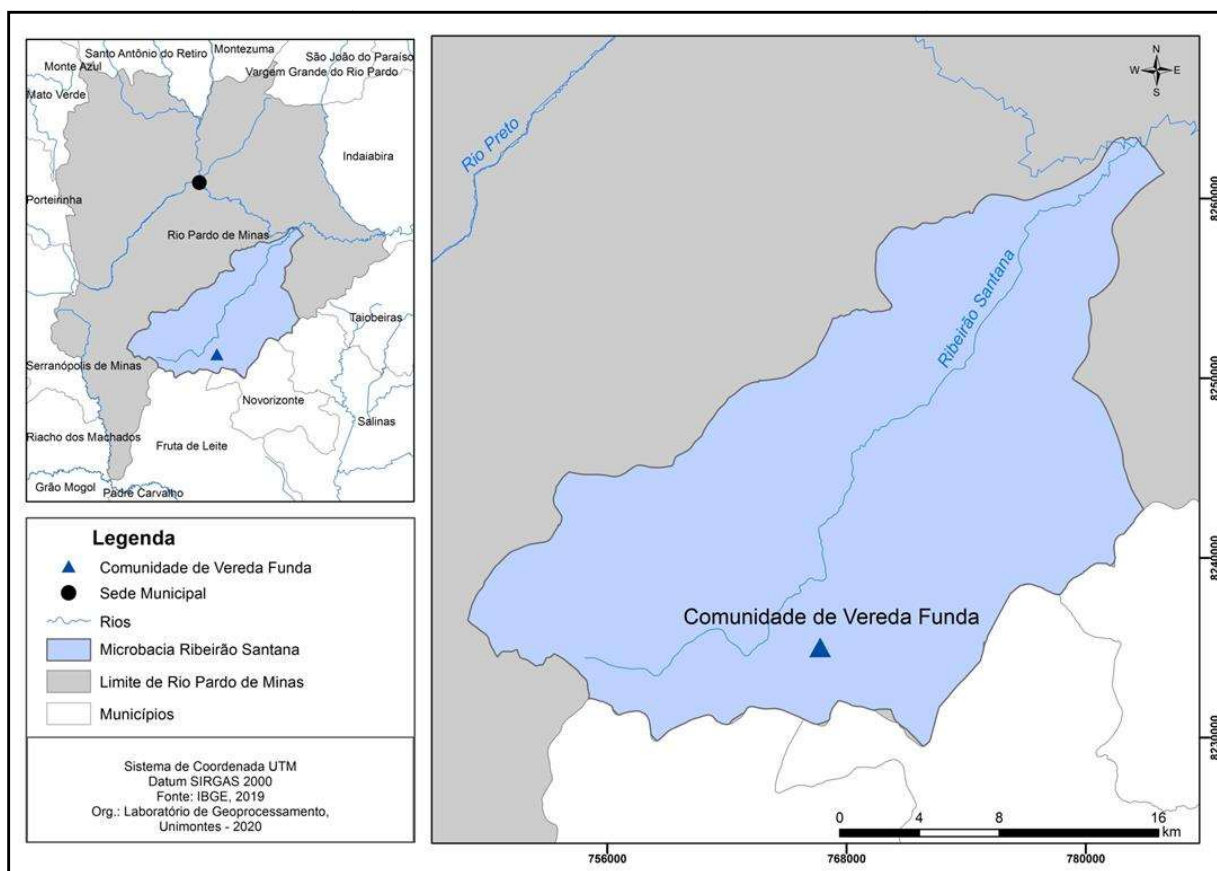 Santo Antônio do Retiro
Montezuma
São João do Paraíso
Monte Azul
Vargem Grande do Rio Pardo
Mato Verde
Indaiabira
Porteirinha
Rio Pardo de Minas
Taiobeiras
Serranópolis de Minas
Novorizonte
Salinas
Riacho dos Machados
Fruta de Leite
Grão Mogol
Padre Carvalho
Legenda
Comunidade de Vereda Funda
Sede Municipal
Rios
Microbacia Ribeirão Santana
Limite de Rio Pardo de Minas
Municípios
Sistema de Coordenada UTM
Datum SIRGAS 2000
Fonte: IBGE, 2019
Org.: Laboratório de Geoprocessamento,
Unimontes - 2020
N
W E
S
Rio Preto
Ribeirão Santana
Comunidade de Vereda Funda
8260000
8250000
8240000
8230000
0 4 8 16
km
756000 768000 780000